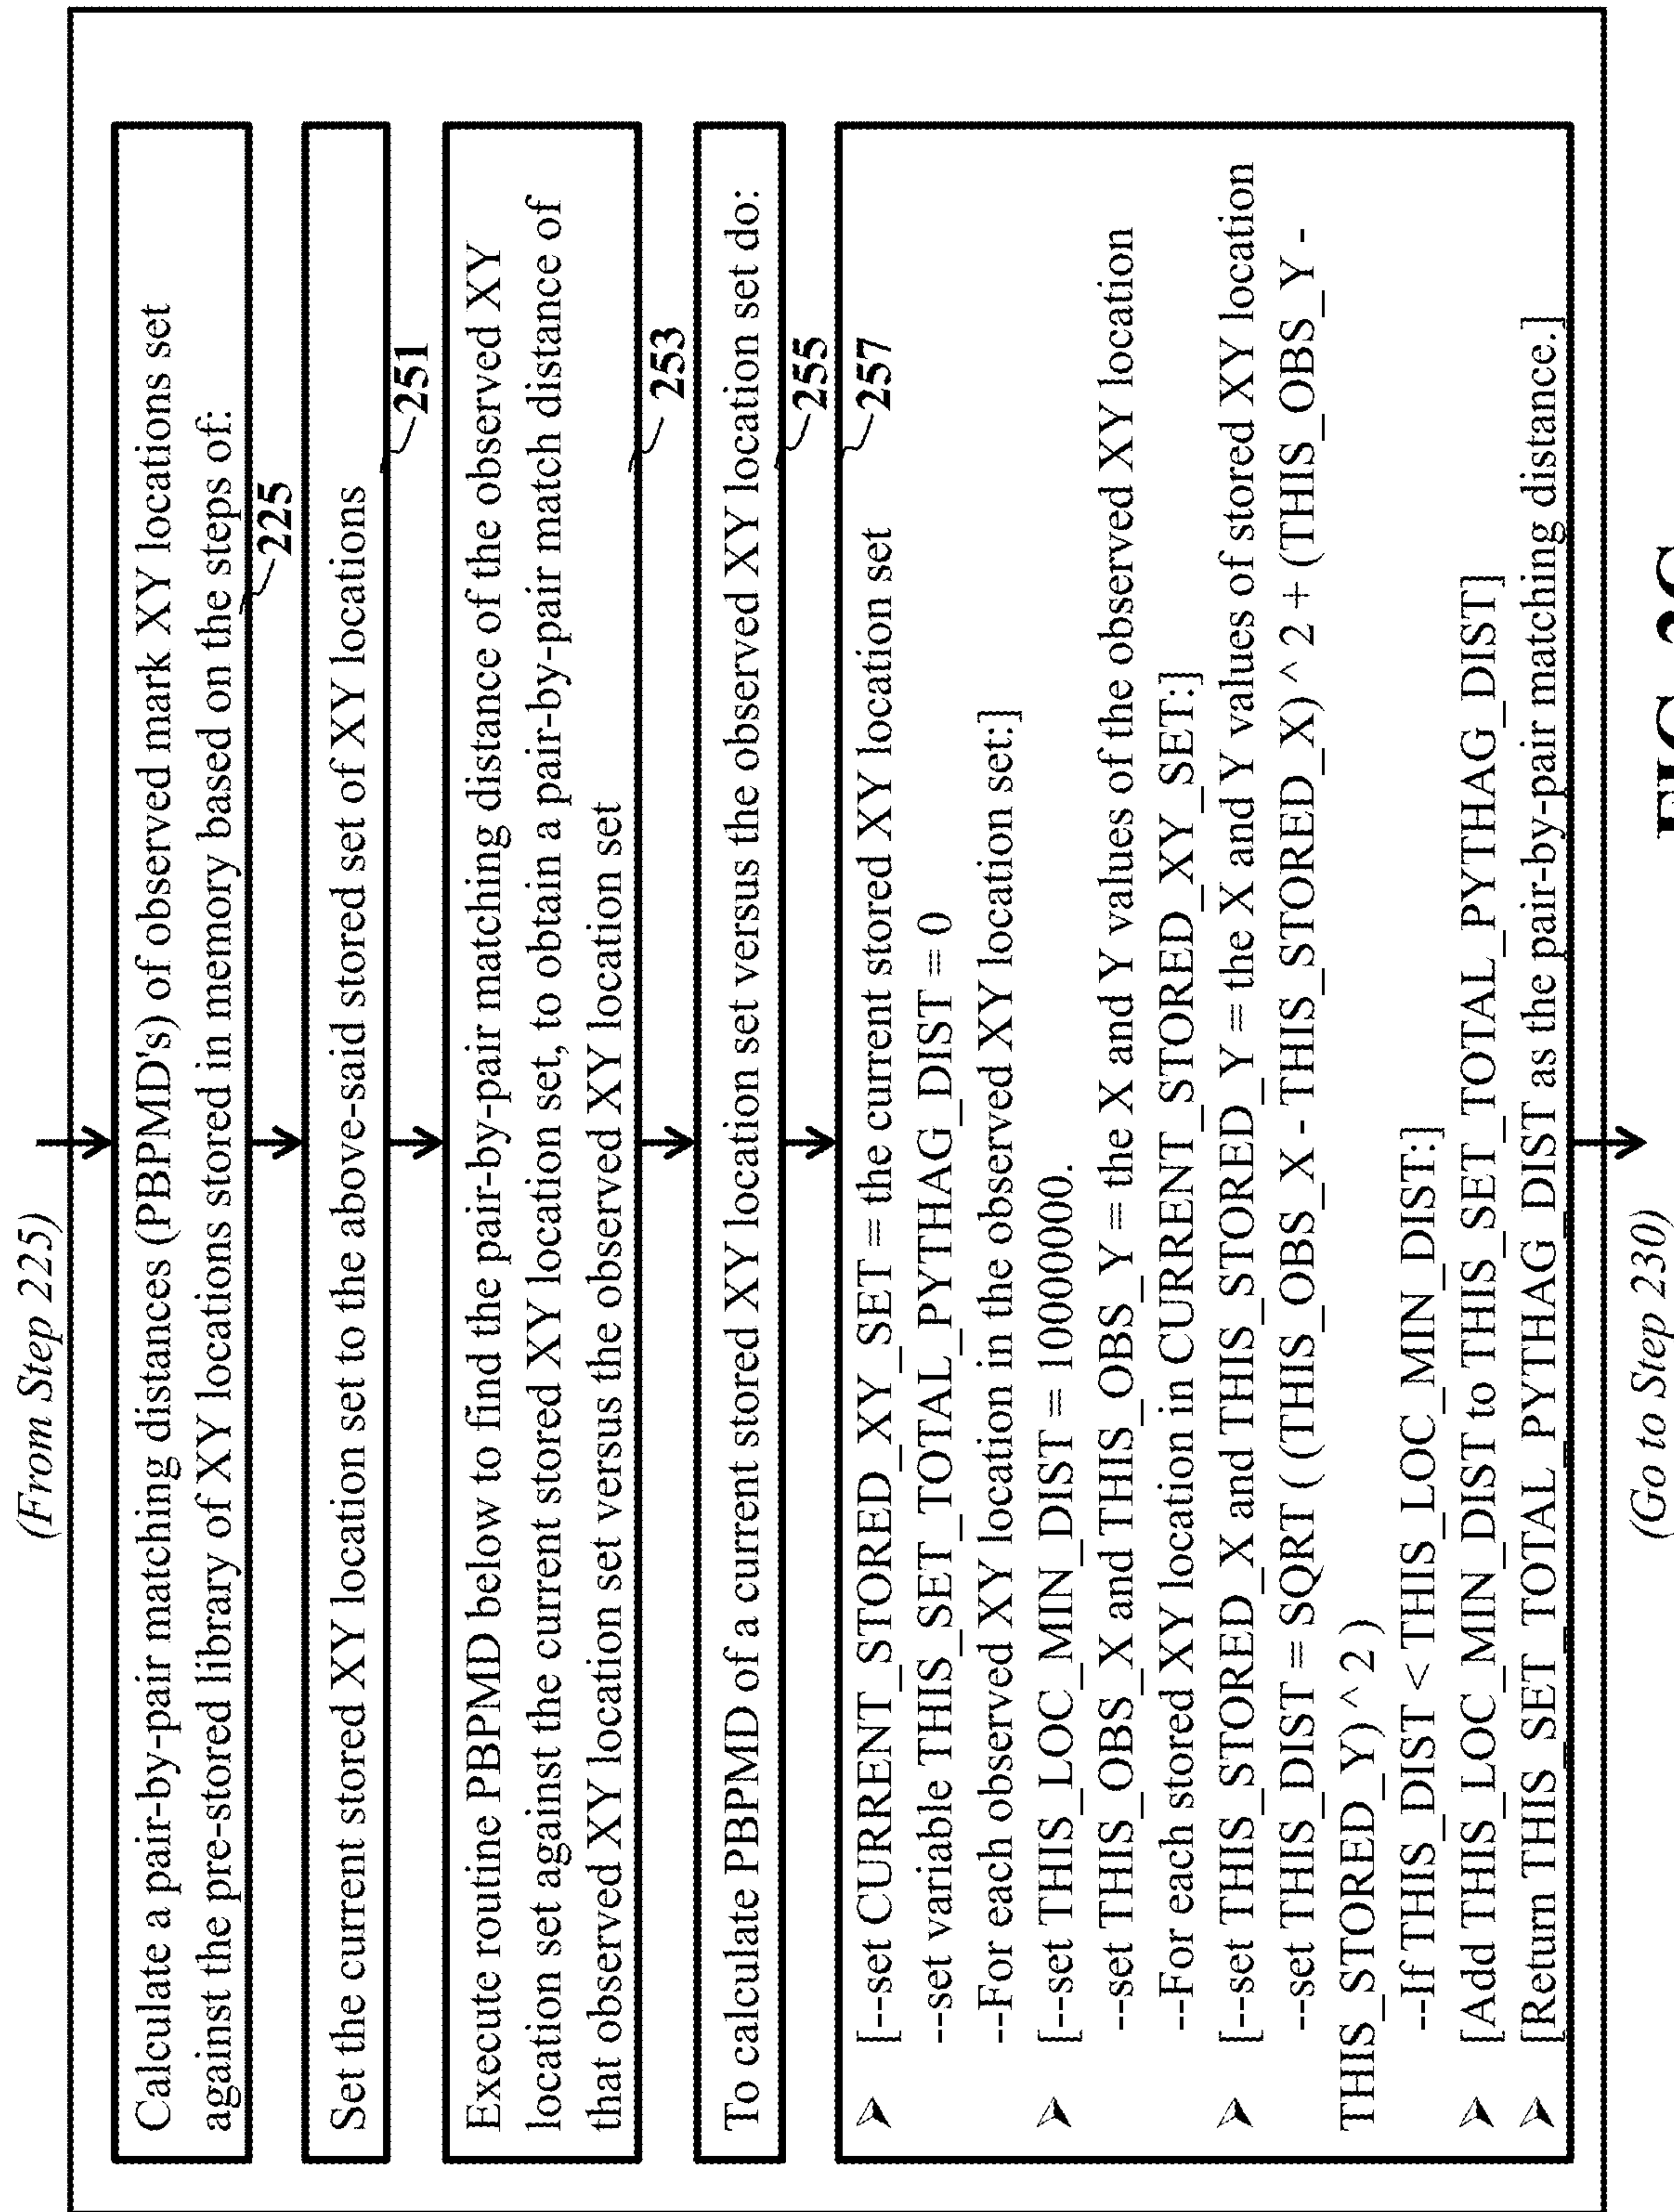 (From Step 225)
Calculate a pair-by-pair matching distances (PBPMD's) of observed mark XY locations set
against the pre-stored library of XY locations stored in memory based on the steps of:
225
Set the current stored XY location set to the above-said stored set of XY locations
251
Execute routine PBPMD below to find the pair-by-pair matching distance of the observed XY
location set against the current stored XY location set, to obtain a pair-by-pair match distance of
that observed XY location set versus the observed XY location set
253
To calculate PBPMD of a current stored XY location set versus the observed XY location set do:
255
257
➤ [--set CURRENT_STORED_XY_SET = the current stored XY location set
--set variable THIS_SET_TOTAL_PYTHAG_DIST = 0
--For each observed XY location in the observed XY location set:]
➤ [--set THIS_LOC_MIN_DIST = 10000000.
--set THIS_OBS_X and THIS_OBS_Y = the X and Y values of the observed XY location
--For each stored XY location in CURRENT_STORED_XY_SET:]
➤ [--set THIS_STORED_X and THIS_STORED_Y = the X and Y values of stored XY location
--set THIS_DIST = SQRT ( (THIS_OBS_X - THIS_STORED_X) ^ 2 + (THIS_OBS_Y -
THIS_STORED_Y) ^ 2 )
--If THIS_DIST < THIS_LOC_MIN_DIST:]
➤ [Add THIS_LOC_MIN_DIST to THIS_SET_TOTAL_PYTHAG_DIST]
➤ [Return THIS_SET_TOTAL_PYTHAG_DIST as the pair-by-pair matching distance.]
(Go to Step 230)